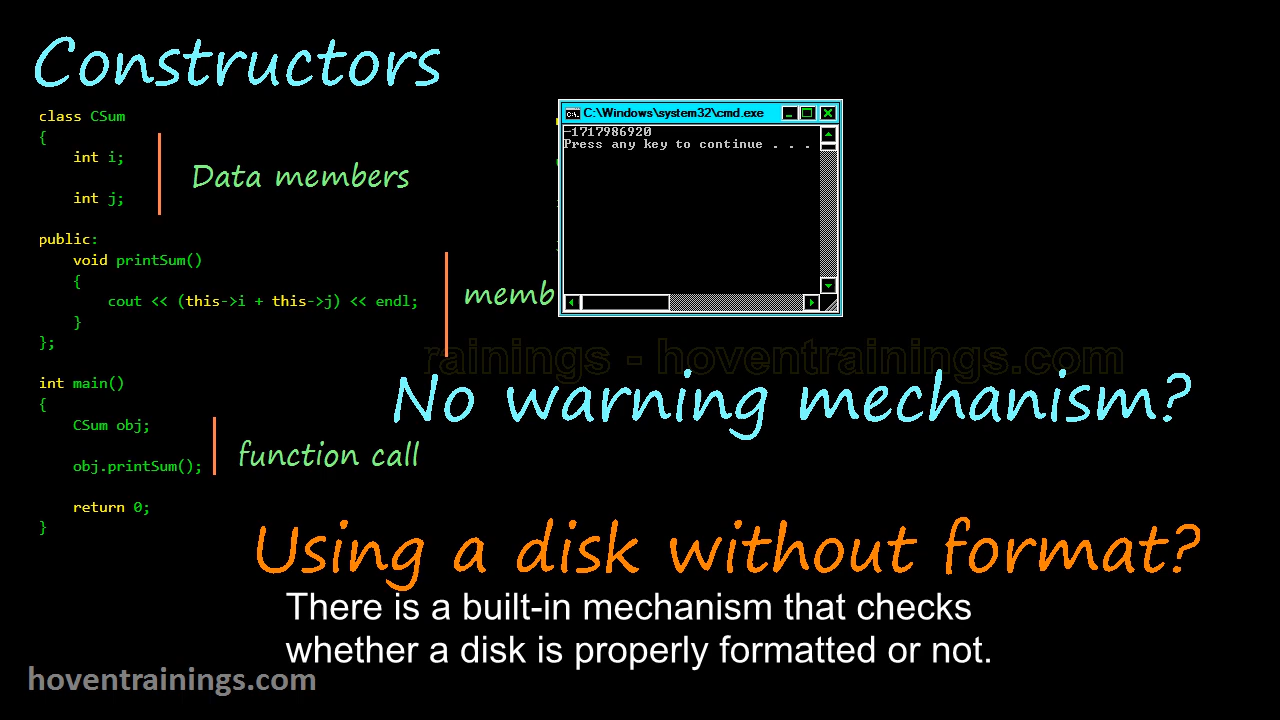 Constructors
class CSum
{
int i;
Data members
int j;
public:
void printSum()
{
cout << (this->i + this->j) << endl;
}
};
memb
int main()
{
CSum obj;
function call
obj.printSum();
return 0;
}
C:\Windows\system32\cmd.exe
-1717986920
Press any key to continue . . .
rainings - hoventrainings.com
No warning mechanism?
Using a disk without format?
There is a built-in mechanism that checks
whether a disk is properly formatted or not.
hoventrainings.com